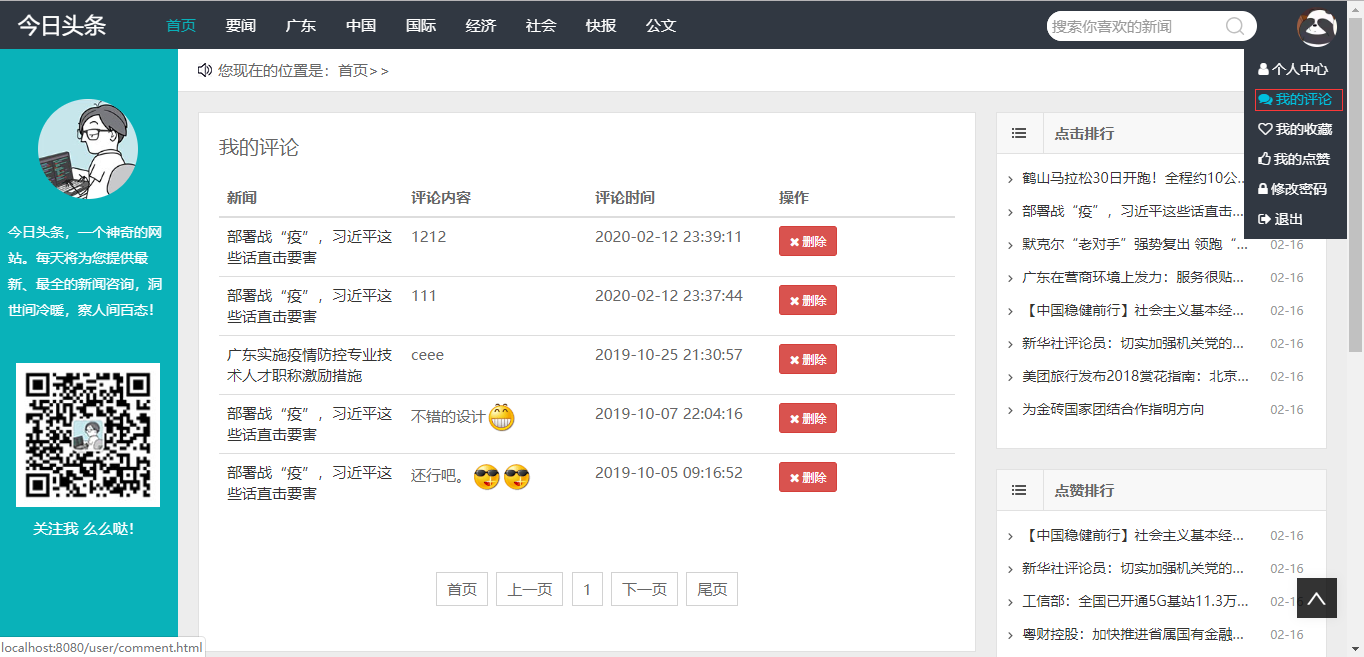 今日头条
首页 要闻 广东 中国 国际 经济 社会 快报 公文
搜索你喜欢的新闻
个人中心
我的评论
我的收藏
我的点赞
修改密码
退出
今日头条，一个神奇的网
站。每天将为您提供最
新、最全的新闻咨询，洞
世间冷暖，察人间百态！
关注我 么么哒！
您现在的位置是：首页>>
我的评论
新闻 评论内容 评论时间 操作
部署战“疫”，习近平这 1212 2020-02-12 23:39:11 删除
些话直击要害
部署战“疫”，习近平这 111 2020-02-12 23:37:44 删除
些话直击要害
广东实施疫情防控专业技 ceee 2019-10-25 21:30:57 删除
术人才职称激励措施
部署战“疫”，习近平这 不错的设计 2019-10-07 22:04:16 删除
些话直击要害
部署战“疫”，习近平这 还行吧。 2019-10-05 09:16:52 删除
些话直击要害
首页 上一页 1 下一页 尾页
点击排行
鹤山马拉松30日开跑！全程约10公...
部署战“疫”，习近平这些话直击...
默克尔“老对手”强势复出 领跑“... 02-16
广东在营商环境上发力：服务很贴... 02-16
【中国稳健前行】社会主义基本经... 02-16
新华社评论员：切实加强机关党的... 02-16
美团旅行发布2018赏花指南：北京... 02-16
为金砖国家团结合作指明方向 02-16
点赞排行
【中国稳健前行】社会主义基本经... 02-16
新华社评论员：切实加强机关党的... 02-16
工信部：全国已开通5G基站11.3万... 02-1
粤财控股：加快推进省属国有金融... 02-16
localhost:8080/user/comment.html